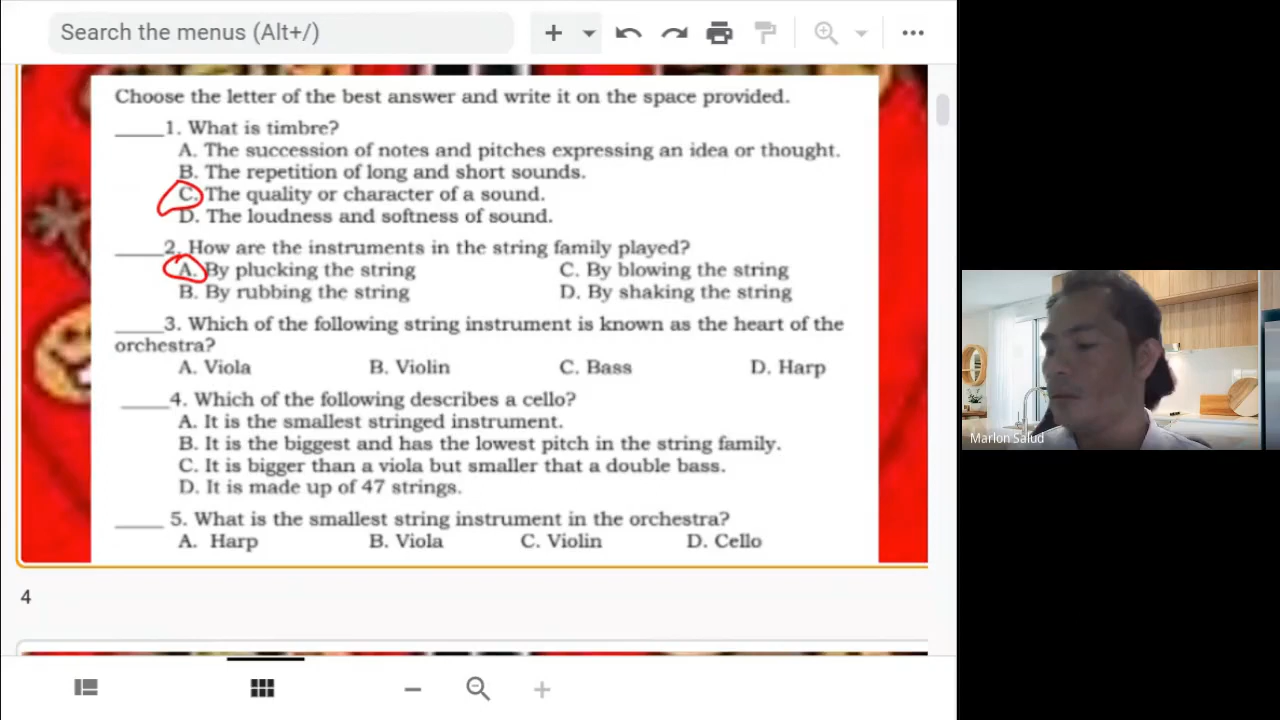 Search the menus (Alt+/)
Choose the letter of the best answer and write it on the space provided.
_____1. What is timbre?
A. The succession of notes and pitches expressing an idea or thought.
B. The repetition of long and short sounds.
C. The quality or character of a sound.
D. The loudness and softness of sound.
_____2. How are the instruments in the string family played?
A. By plucking the string C. By blowing the string
B. By rubbing the string D. By shaking the string
_____3. Which of the following string instrument is known as the heart of the
orchestra?
A. Viola B. Violin C. Bass D. Harp
_____4. Which of the following describes a cello?
A. It is the smallest stringed instrument.
B. It is the biggest and has the lowest pitch in the string family.
C. It is bigger than a viola but smaller that a double bass.
D. It is made up of 47 strings.
_____ 5. What is the smallest string instrument in the orchestra?
A. Harp B. Viola C. Violin D. Cello
4
Marlon Salud